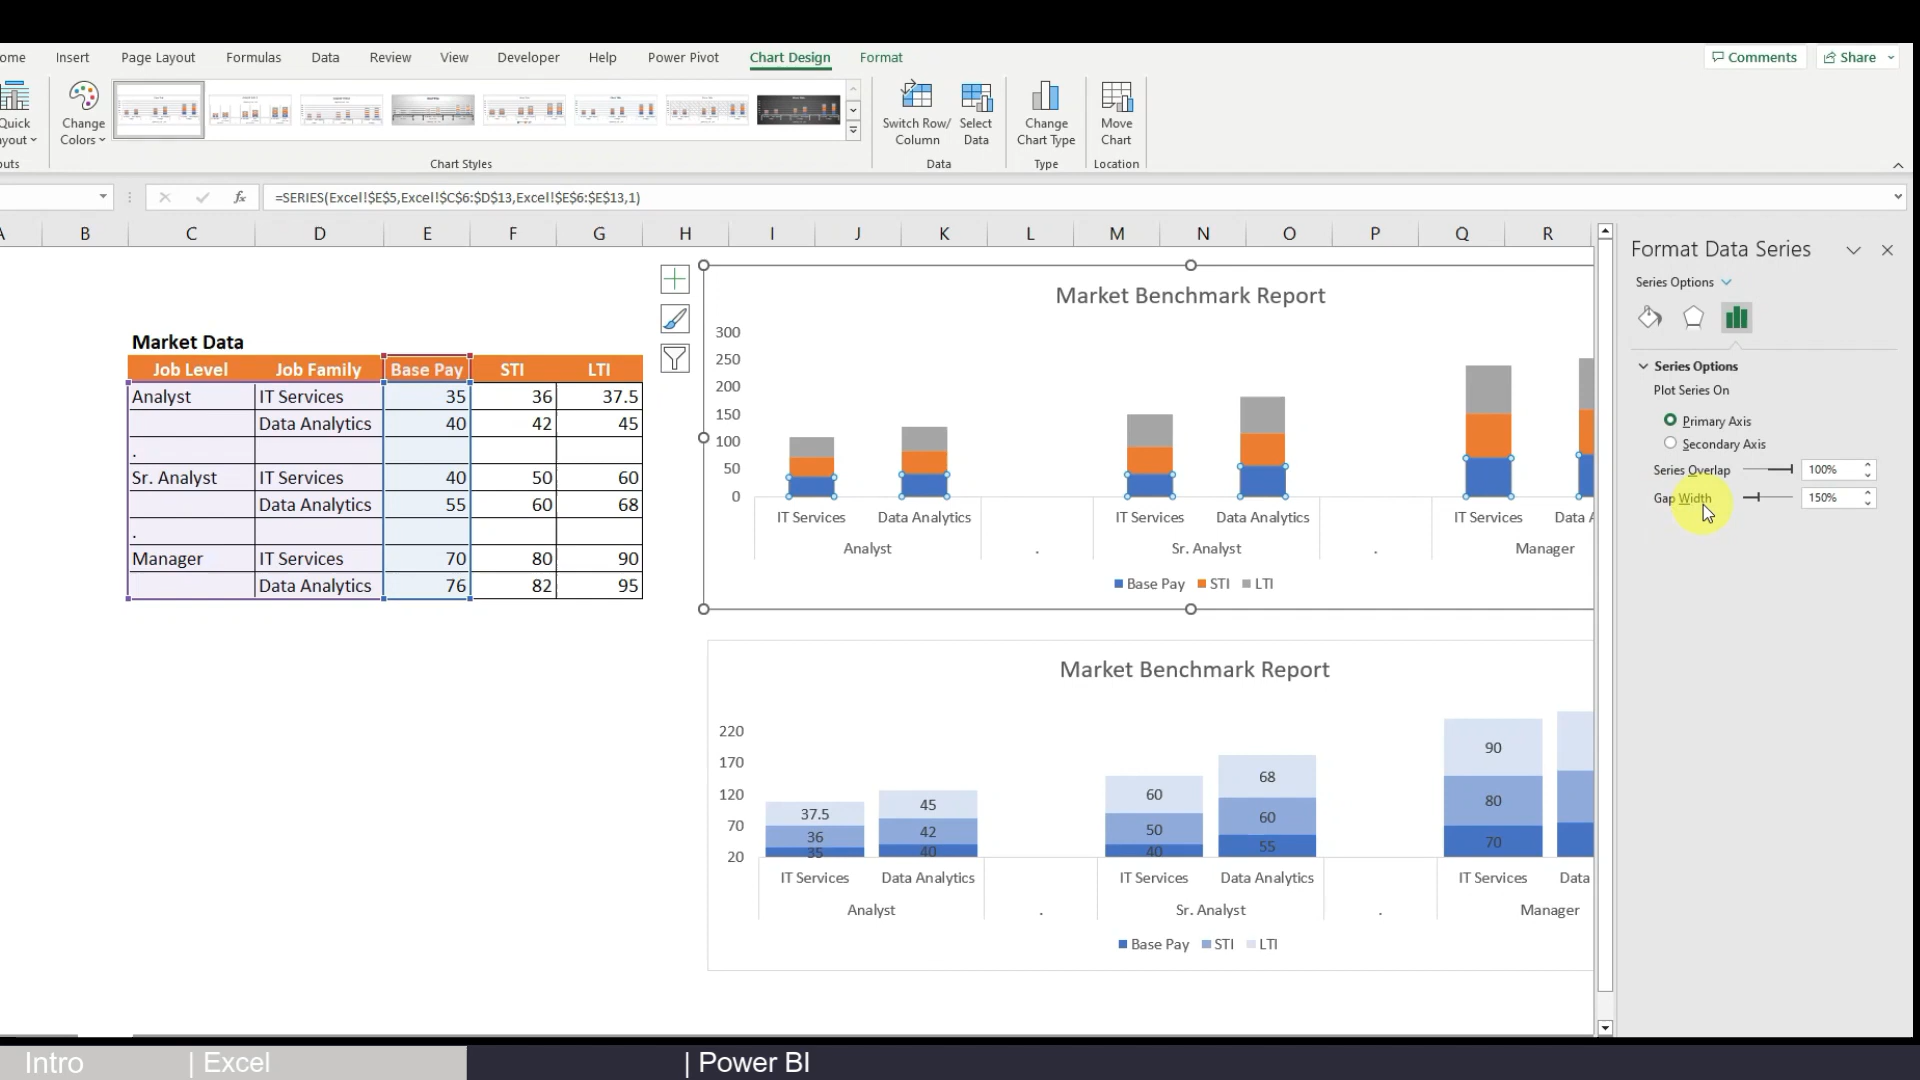 ome Insert Page Layout Formulas Data Review View Developer Help Power Pivot Chart Design Format Comments Share
Quick
yout
Change
Colors
Switch Row/
Column
Select
Data
Change
Chart Type
Move
Chart
outs Chart Styles Data Type Location
fx =SERIES(Excel!$E$5,Excel!$C$6:$D$13,Excel!$E$6:$E$13,1)
A B C D E F G H I J K L M N O P Q R
Market Data
Job Level Job Family Base Pay STI LTI
Analyst IT Services 35 36 37.5
Data Analytics 40 42 45
.
Sr. Analyst IT Services 40 50 60
Data Analytics 55 60 68
.
Manager IT Services 70 80 90
Data Analytics 76 82 95
Market Benchmark Report
300
250
200
150
100
50
0
IT Services Data Analytics IT Services Data Analytics IT Services Data A
Analyst . Sr. Analyst . Manager
Base Pay STI LTI
Market Benchmark Report
220
170
120
70
20
37.5 45 60 68 90
36 42 50 60 80
35 40 40 55 70
IT Services Data Analytics IT Services Data Analytics IT Services Data
Analyst . Sr. Analyst . Manager
Base Pay STI LTI
Format Data Series
Series Options
Series Options
Plot Series On
Primary Axis
Secondary Axis
Series Overlap 100%
Gap Width 150%
Intro | Excel | Power BI